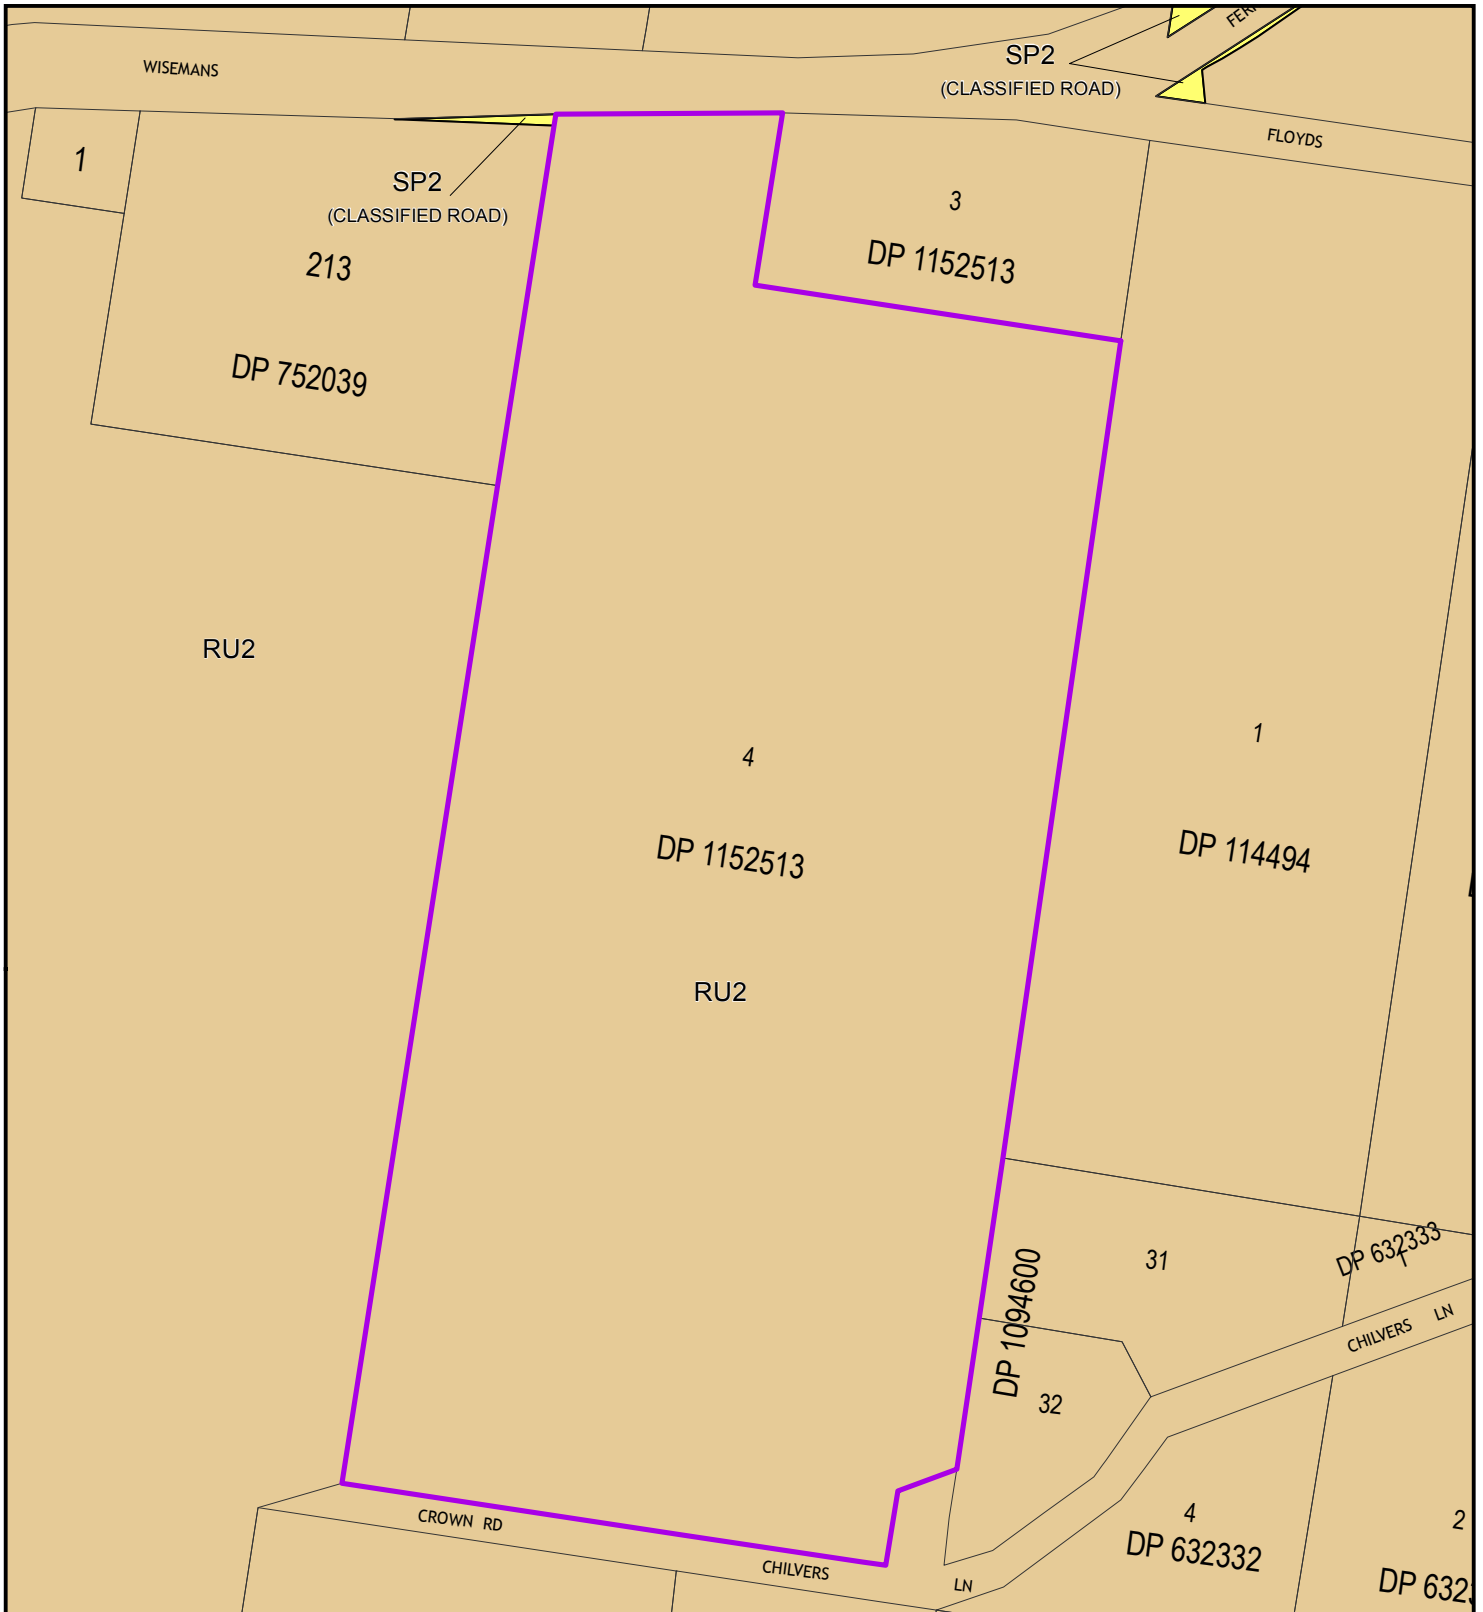 WISEMANS
SP2
(CLASSIFIED ROAD)
FLOYDS
1
SP2
(CLASSIFIED ROAD)
3
DP 1152513
213
DP 752039
RU2
4
DP 1152513
RU2
1
DP 114494
31
DP 632333
1
DP 1094600
CHILVERS LN
32
CROWN RD
CHILVERS
LN
4
DP 632332
2